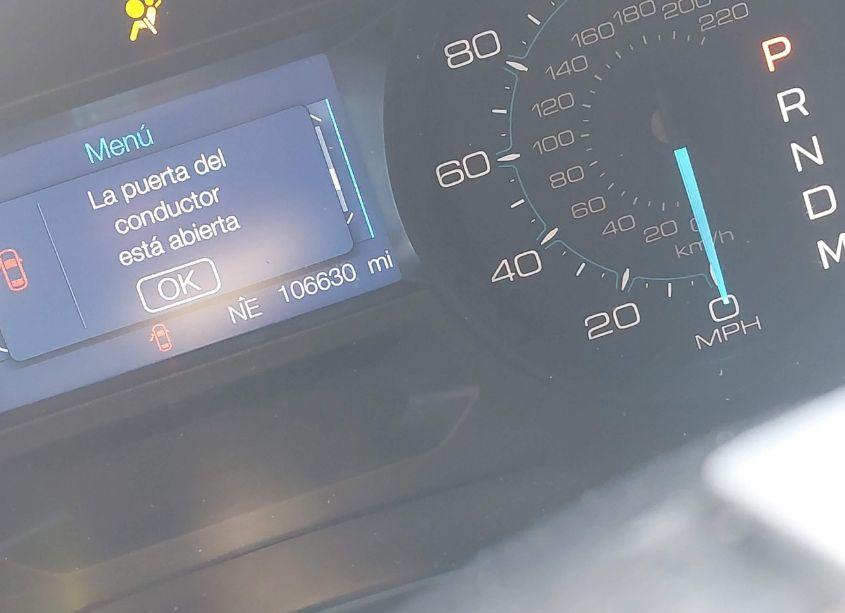 Menú
La puerta del
conductor
está abierta
OK
NE 106630 mi
80
60
40
20
0
MPH
220
200
180
160
140
120
100
80
60
40
20
0
km/h
P
R
N
D
M